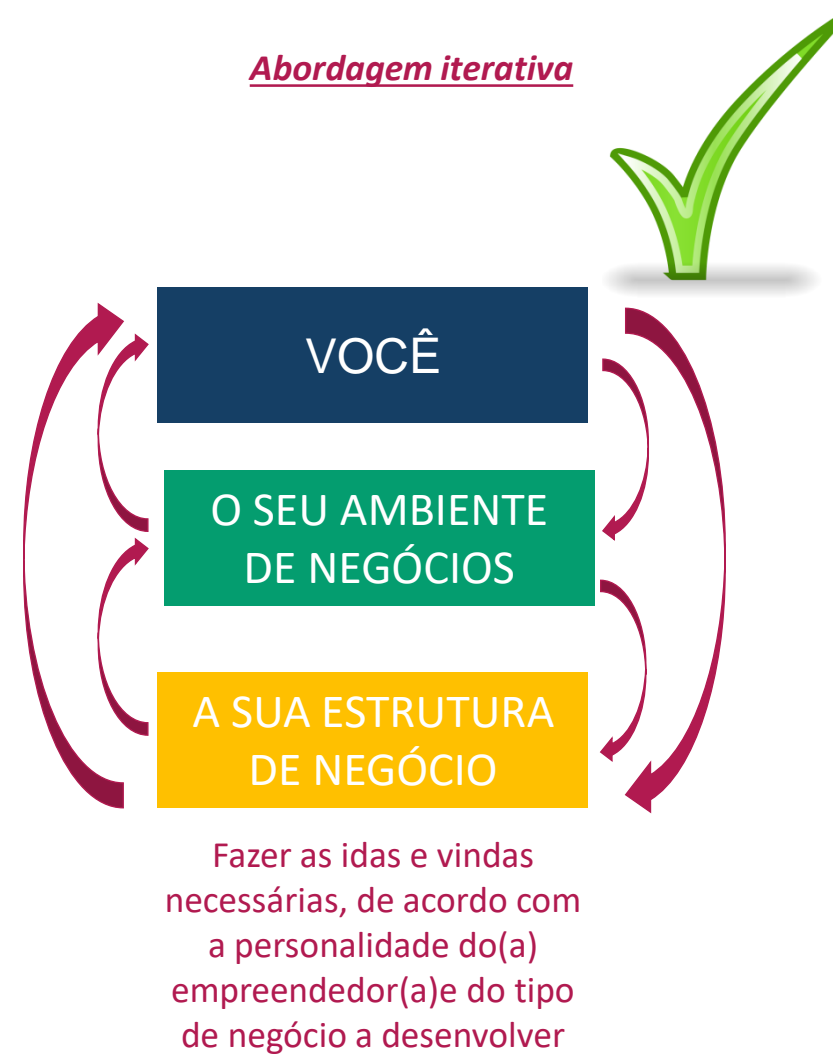 Abordagem iterativa
VOCÊ
O SEU AMBIENTE
DE NEGÓCIOS
A SUA ESTRUTURA
DE NEGÓCIO
Fazer as idas e vindas
necessárias, de acordo com
a personalidade do(a)
empreendedor(a)e do tipo
de negócio a desenvolver